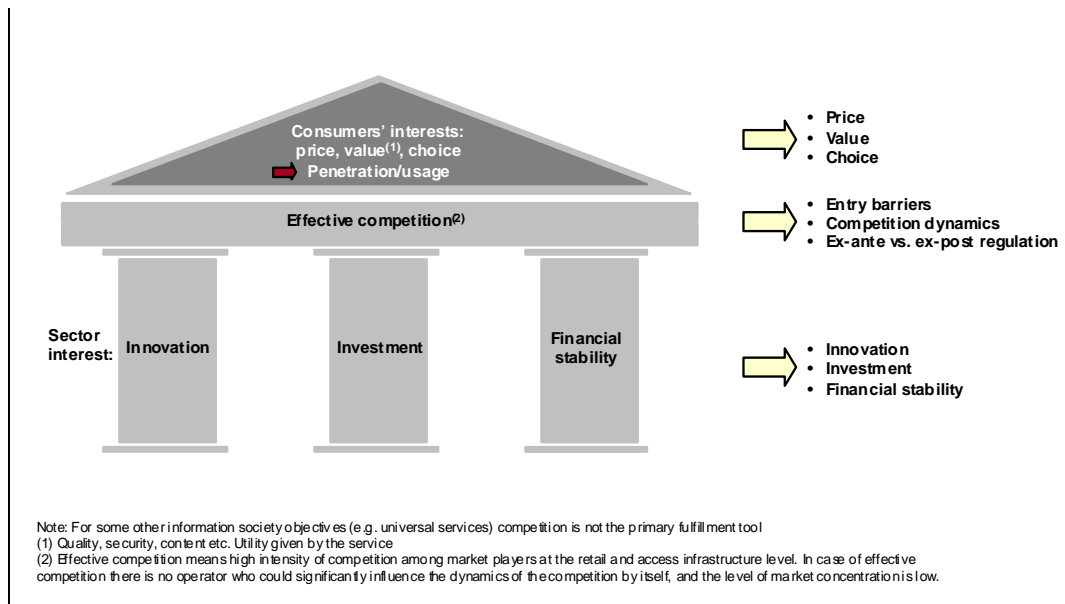 Consumers' interests:
price, value(1), choice
Penetration/usage
• Price
• Value
• Choice
Effective competition(2)
• Entry barriers
• Competition dynamics
• Ex-ante vs. ex-post regulation
Sector
interest:
Innovation
Investment
Financial
stability
• Innovation
• Investment
• Financial stability
Note: For some other information society objectives (e.g. universal services) competition is not the primary fulfillment tool
(1) Quality, security, content etc. Utility given by the service
(2) Effective competition means high intensity of competition among market players at the retail and access infrastructure level. In case of effective
competition there is no operator who could significantly influence the dynamics of the competition by itself, and the level of market concentration is low.